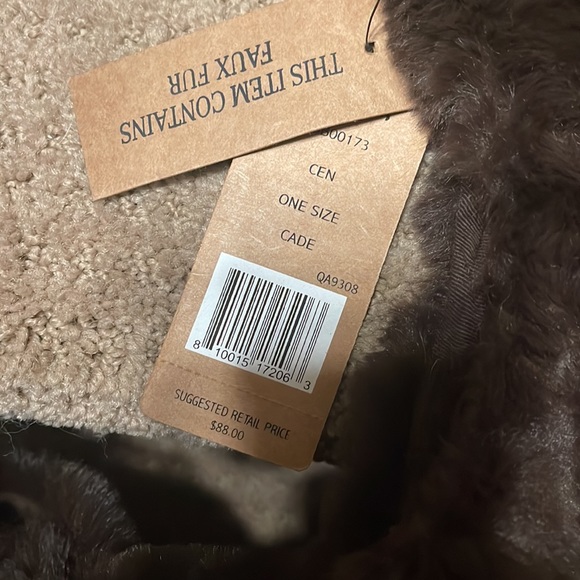 THIS ITEM CONTAINS
FAUX FUR
00173
CEN
ONE SIZE
CADE
QA9308
8 10015 17206 3
SUGGESTED RETAIL PRICE
$88.00